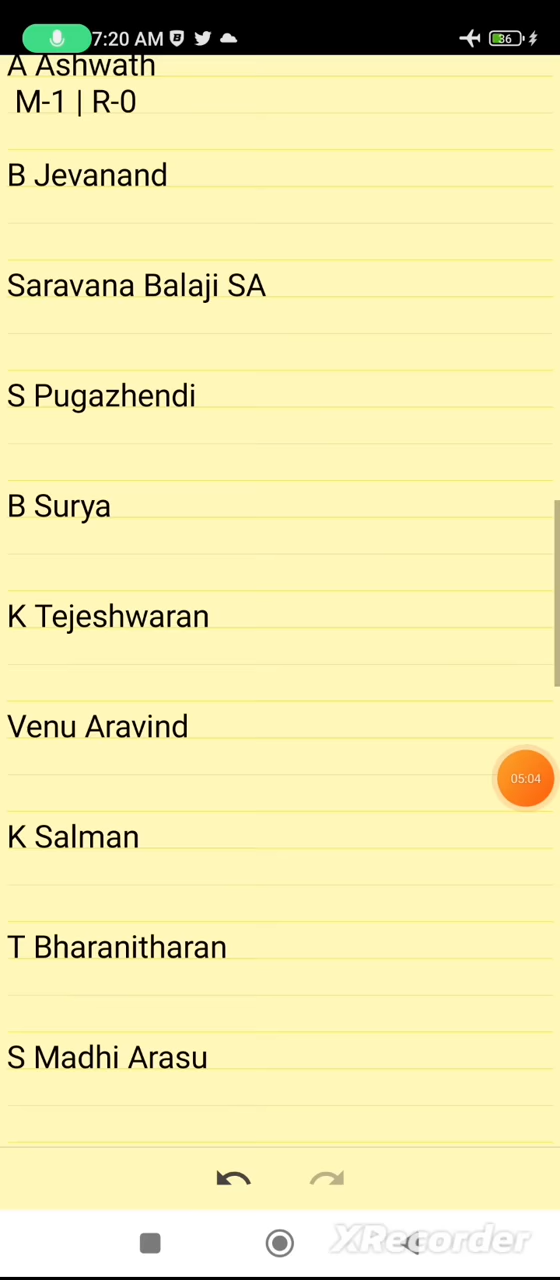 7:20 AM
36
A Ashwath
M-1 | R-0
B Jevanand
Saravana Balaji SA
S Pugazhendi
B Surya
K Tejeshwaran
Venu Aravind
05:04
K Salman
T Bharanitharan
S Madhi Arasu
XRecorder